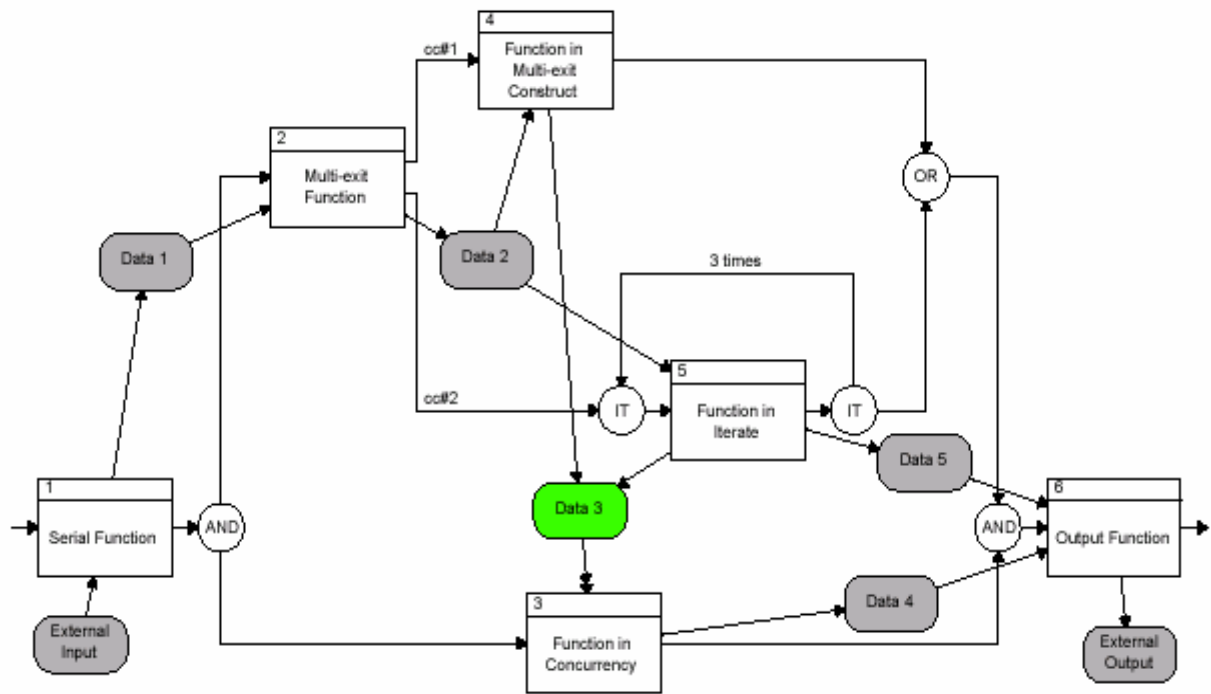 4
Function in
Multi-exit
Construct
cc#1
2
Multi-exit
Function
OR
Data 1
Data 2
3 times
5
Function in
Iterate
cc#2
IT
IT
Data 5
1
Serial Function
AND
Data 3
6
Output Function
AND
3
Function in
Concurrency
Data 4
External
Input
External
Output